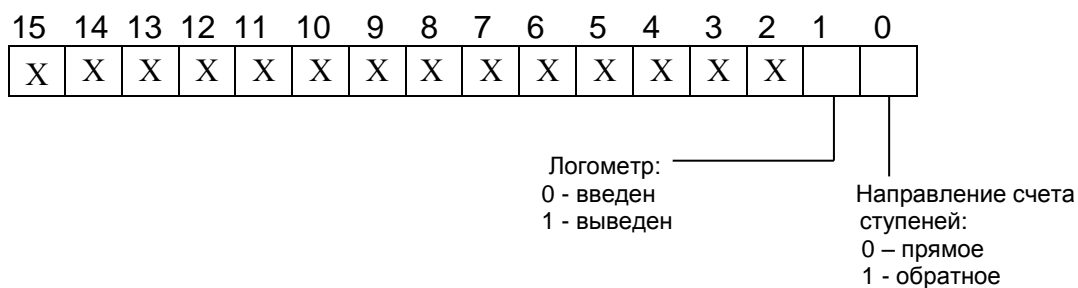 15 14 13 12 11 10 9 8 7 6 5 4 3 2 1 0
X X X X X X X X X X X X X X
Логометр:
0 - введен
1 - выведен
Направление счета
ступеней:
0 – прямое
1 - обратное